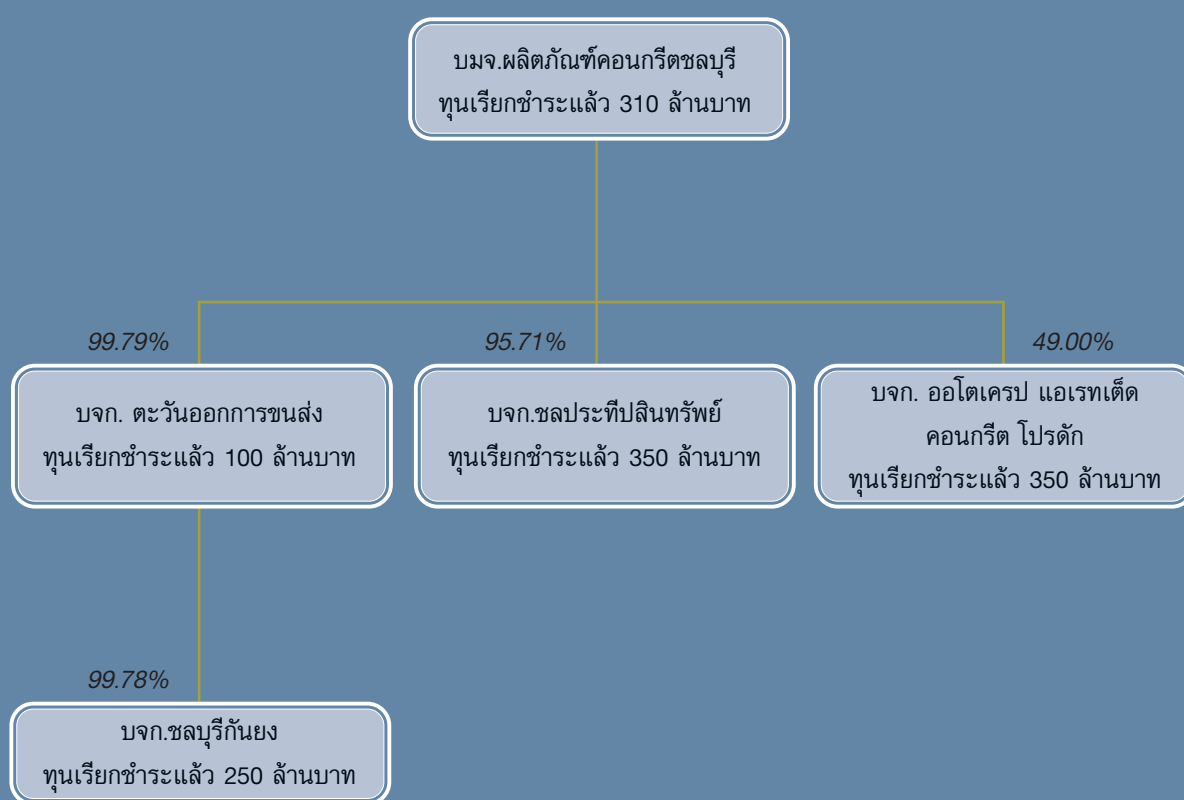 บมจ.ผลิตภัณฑ์คอนกรีตชลบุรี
ทุนเรียกชำระแล้ว 310 ล้านบาท
99.79%
บจก. ตะวันออกการขนส่ง
ทุนเรียกชำระแล้ว 100 ล้านบาท
95.71%
บจก.ชลประทีปสินทรัพย์
ทุนเรียกชำระแล้ว 350 ล้านบาท
49.00%
บจก. ออโตเครป แอเรทเต็ด
คอนกรีต โปรดัก
ทุนเรียกชำระแล้ว 350 ล้านบาท
99.78%
บจก.ชลบุรีกันยง
ทุนเรียกชำระแล้ว 250 ล้านบาท